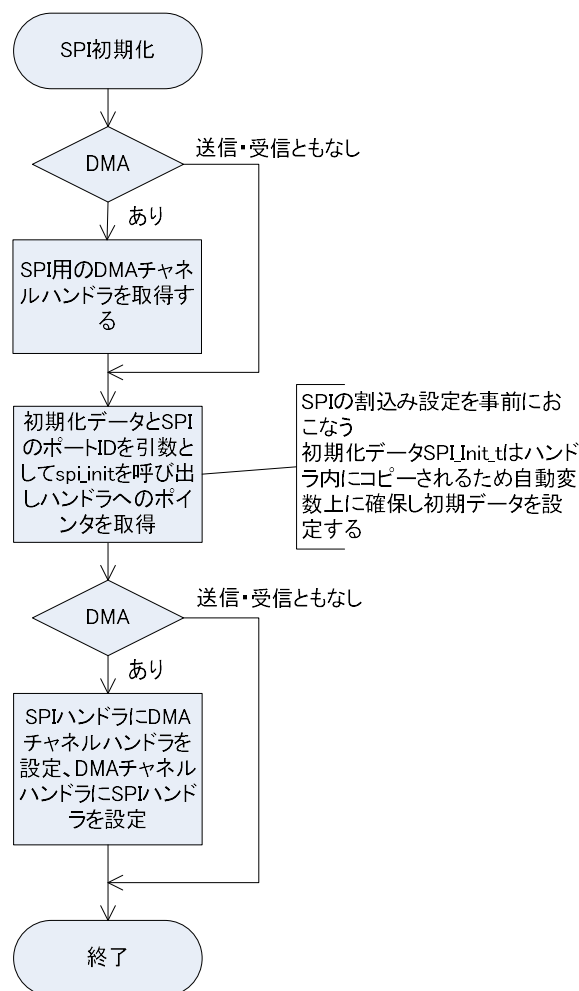 SPI初期化
DMA
送信・受信ともなし
あり
SPI用のDMAチャネ
ルハンドラを取得す
る
初期化データとSPI
のポートIDを引数と
してspi_initを呼び出
しハンドラへのポイ
ンタを取得
SPIの割込み設定を事前にお
こなう
初期化データSPI_Init_tはハンド
ラ内にコピーされるため自動変
数上に確保し初期データを設
定する
DMA
送信・受信ともなし
あり
SPIハンドラにDMA
チャネルハンドラを
設定、DMAチャネル
ハンドラにSPIハンド
ラを設定
終了